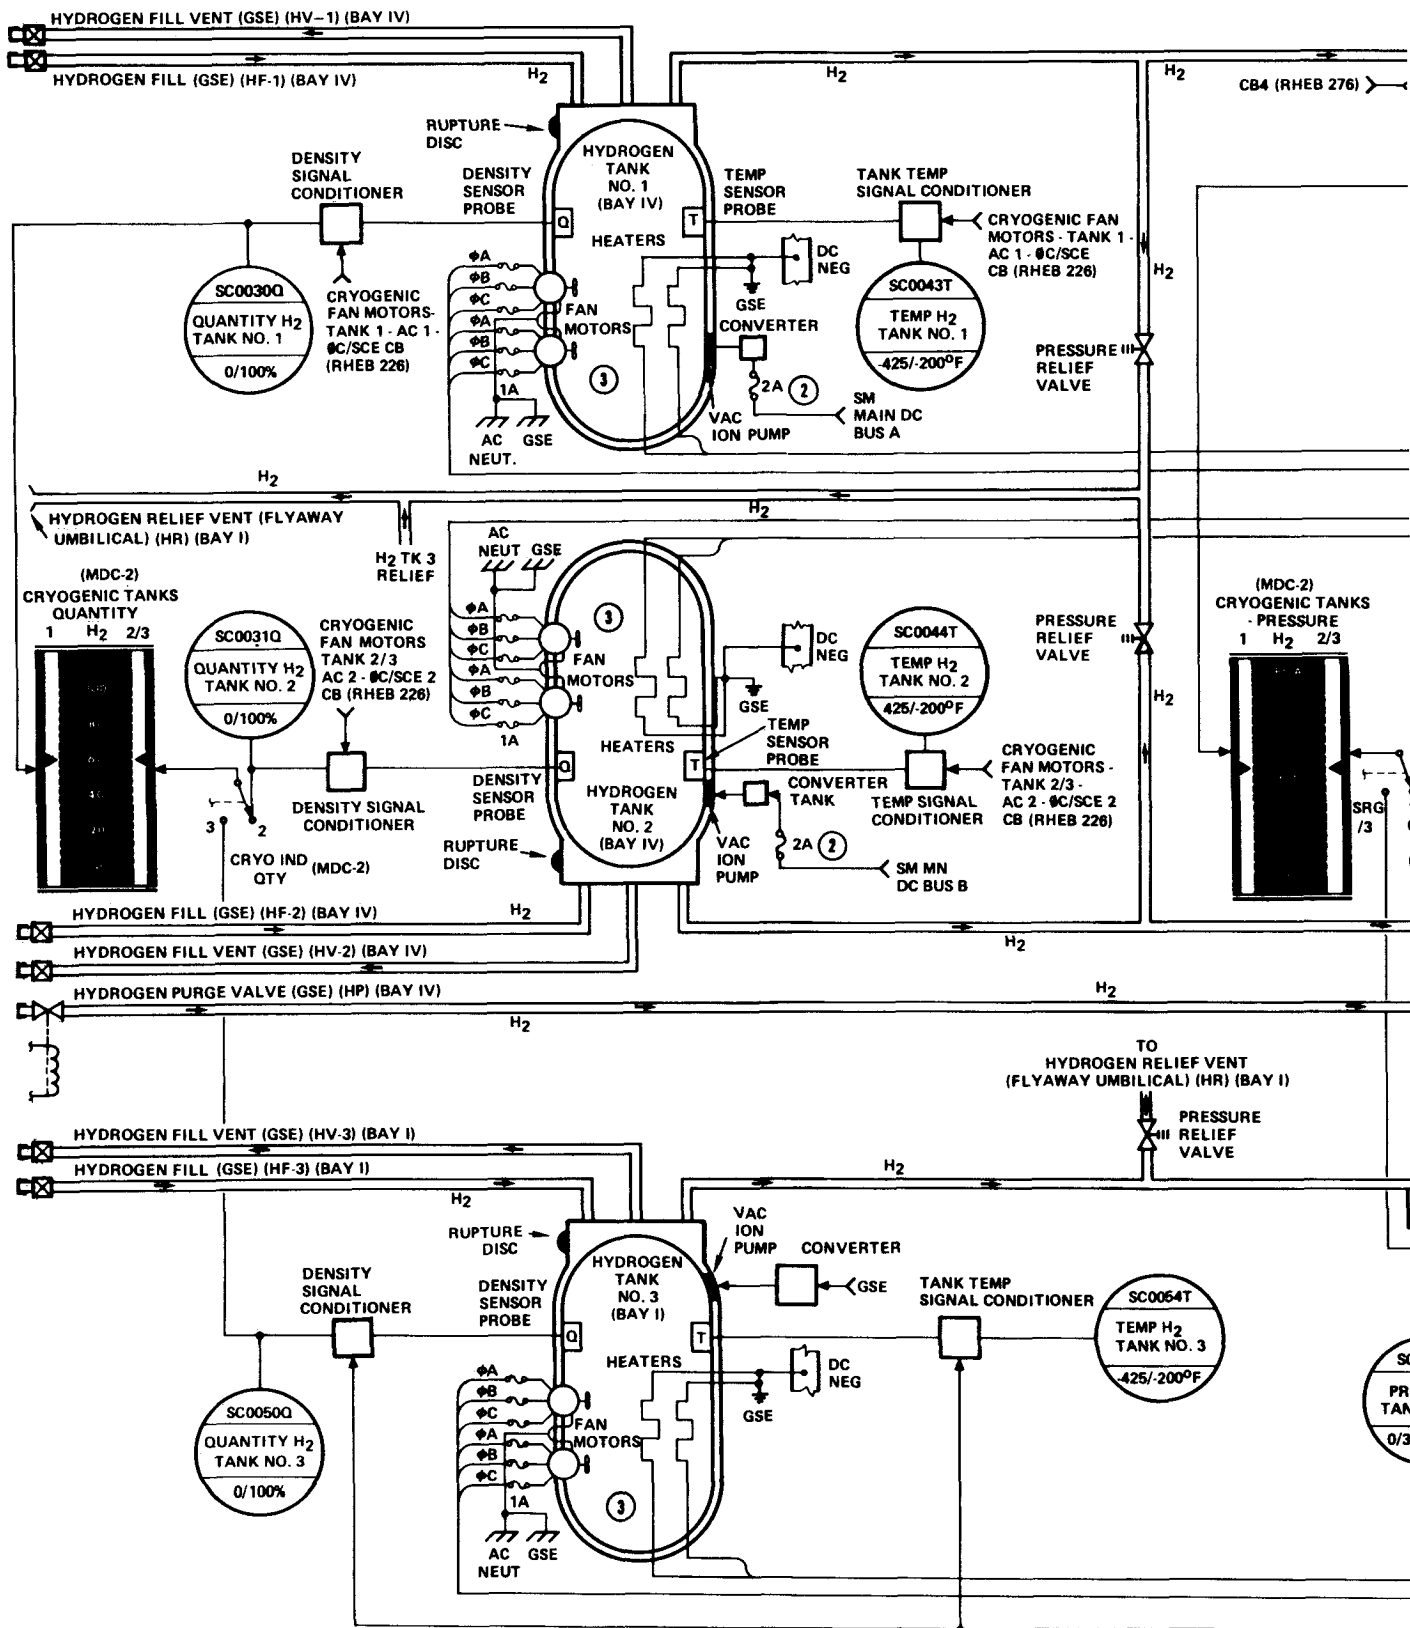 HYDROGEN FILL VENT (GSE) (HV-1) (BAY IV)
HYDROGEN FILL (GSE) (HF-1) (BAY IV)
H2
H2
H2
CB4 (RHEB 276)
RUPTURE
DISC
DENSITY
SIGNAL
CONDITIONER
DENSITY
SENSOR
PROBE
HYDROGEN
TANK
NO. 1
(BAY IV)
TEMP
SENSOR
PROBE
TANK TEMP
SIGNAL CONDITIONER
Q
T
HEATERS
CRYOGENIC FAN
MOTORS - TANK 1 -
AC 1 - ϕC/SCE
CB (RHEB 226)
DC
NEG
GSE
H2
SC0030Q
QUANTITY H2
TANK NO. 1
0/100%
CRYOGENIC
FAN MOTORS-
TANK 1 - AC 1 -
ϕC/SCE CB
(RHEB 226)
ϕA
ϕB
ϕC
ϕA
ϕB
ϕC
1A
FAN
MOTORS
3
CONVERTER
SC0043T
TEMP H2
TANK NO. 1
-425/-200°F
PRESSURE
RELIEF
VALVE
2A
2
SM
MAIN DC
BUS A
VAC
ION PUMP
AC
NEUT.
GSE
H2
H2
HYDROGEN RELIEF VENT (FLYAWAY
UMBILICAL) (HR) (BAY I)
H2 TK 3
RELIEF
AC
NEUT
GSE
(MDC-2)
CRYOGENIC TANKS
QUANTITY
1 H2 2/3
SC0031Q
QUANTITY H2
TANK NO. 2
0/100%
CRYOGENIC
FAN MOTORS
TANK 2/3
AC 2 - ϕC/SCE 2
CB (RHEB 226)
ϕA
ϕB
ϕC
ϕA
ϕB
ϕC
1A
3
FAN
MOTORS
DC
NEG
GSE
SC0044T
TEMP H2
TANK NO. 2
425/-200°F
PRESSURE
RELIEF
VALVE
H2
(MDC-2)
CRYOGENIC TANKS
- PRESSURE
1 H2 2/3
HEATERS
TEMP
SENSOR
PROBE
Q
T
DENSITY
SENSOR
PROBE
HYDROGEN
TANK
NO. 2
(BAY IV)
CONVERTER
TANK
TEMP SIGNAL
CONDITIONER
CRYOGENIC
FAN MOTORS -
TANK 2/3 -
AC 2 - ϕC/SCE 2
CB (RHEB 226)
DENSITY SIGNAL
CONDITIONER
3
2
CRYO IND
QTY
(MDC-2)
RUPTURE
DISC
VAC
ION
PUMP
2A
2
SM MN
DC BUS B
SRG
/3
40
20
HYDROGEN FILL (GSE) (HF-2) (BAY IV)
H2
HYDROGEN FILL VENT (GSE) (HV-2) (BAY IV)
H2
HYDROGEN PURGE VALVE (GSE) (HP) (BAY IV)
H2
H2
TO
HYDROGEN RELIEF VENT
(FLYAWAY UMBILICAL) (HR) (BAY I)
PRESSURE
RELIEF
VALVE
HYDROGEN FILL VENT (GSE) (HV-3) (BAY I)
HYDROGEN FILL (GSE) (HF-3) (BAY I)
H2
H2
RUPTURE
DISC
VAC
ION
PUMP
CONVERTER
GSE
DENSITY
SIGNAL
CONDITIONER
DENSITY
SENSOR
PROBE
HYDROGEN
TANK
NO. 3
(BAY I)
TANK TEMP
SIGNAL CONDITIONER
SC0054T
TEMP H2
TANK NO. 3
-425/-200°F
Q
T
HEATERS
DC
NEG
GSE
SC0050Q
QUANTITY H2
TANK NO. 3
0/100%
ϕA
ϕB
ϕC
ϕA
ϕB
ϕC
1A
FAN
MOTORS
3
AC
NEUT
GSE
SC
PR
TAN
0/3